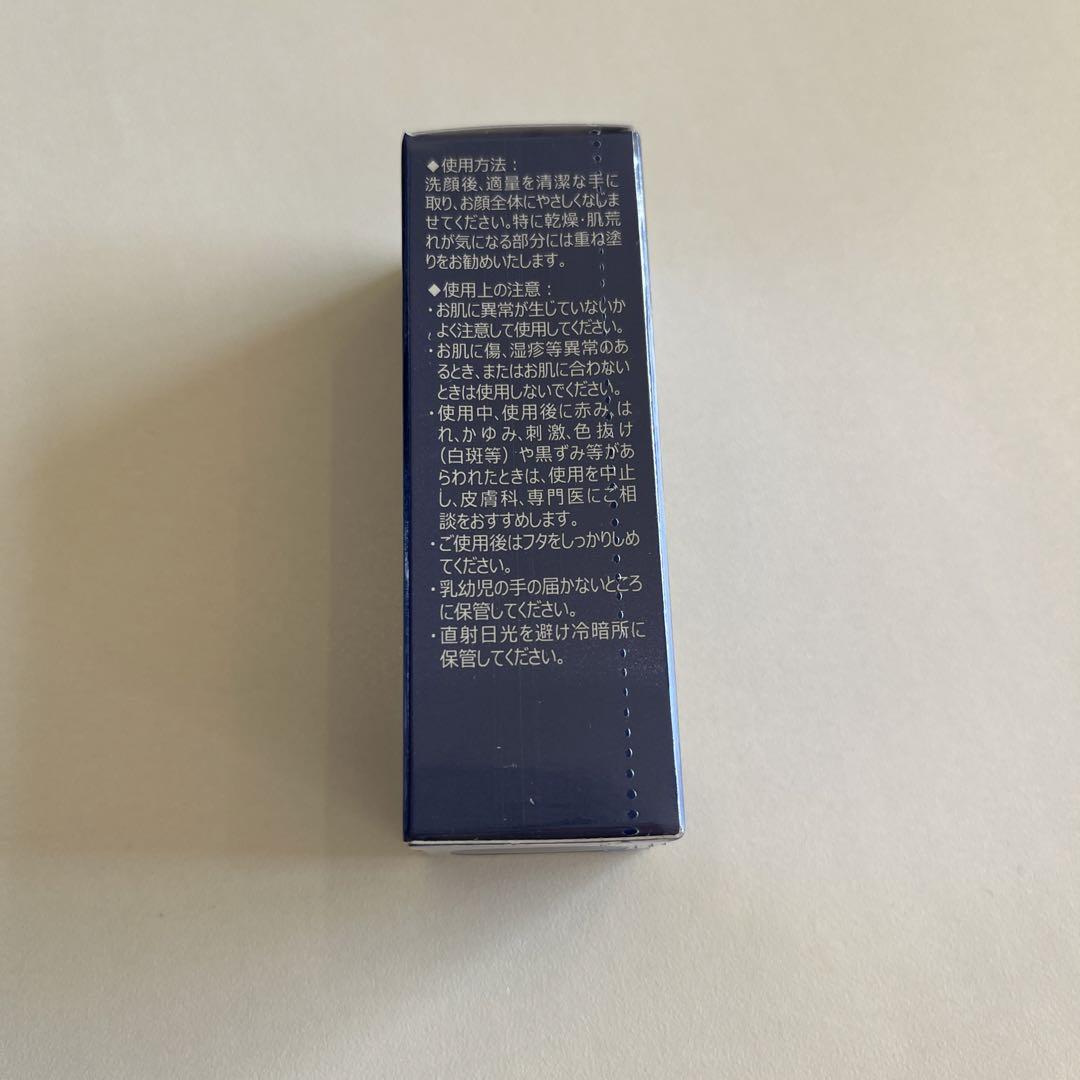 ◆使用方法：
洗顔後、適量を清潔な手に
取り、お顔全体にやさしくなじま
せてください。特に乾燥・肌荒
れが気になる部分には重ね塗
りをお勧めいたします。
◆使用上の注意：
・お肌に異常が生じていないか
よく注意して使用してください。
・お肌に傷、湿疹等異常のあ
るとき、またはお肌に合わない
ときは使用しないでください。
・使用中、使用後に赤み、は
れ、かゆみ、刺激、色抜け
（白斑等）や黒ずみ等があ
らわれたときは、使用を中止
し、皮膚科、専門医にご相
談をおすすめします。
・ご使用後はフタをしっかりしめ
てください。
・乳幼児の手の届かないところ
に保管してください。
・直射日光を避け冷暗所に
保管してください。